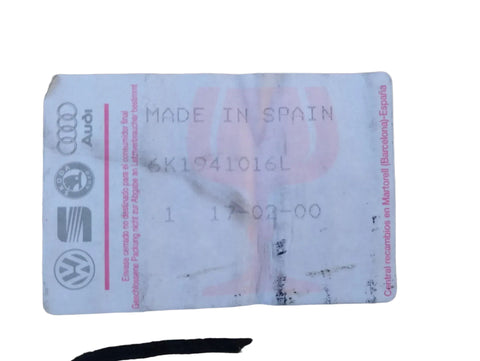 MADE IN SPAIN
6K1941016L
1 17-02-00
Audi
Envase cerrado no destinado para el consumidor final
Geschlossene Packung nicht zur Abgabe an Letztverbraucher bestimmt
Central recambios en Martorell (Barcelona)-España